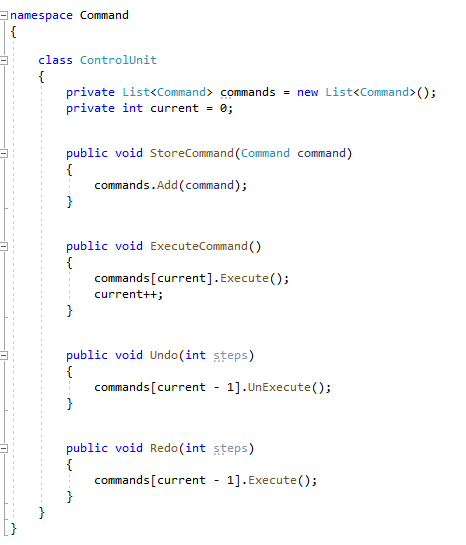 namespace Command
{
class ControlUnit
{
private List<Command> commands = new List<Command>();
private int current = 0;
public void StoreCommand(Command command)
{
commands.Add(command);
}
public void ExecuteCommand()
{
commands[current].Execute();
current++;
}
public void Undo(int steps)
{
commands[current - 1].UnExecute();
}
public void Redo(int steps)
{
commands[current - 1].Execute();
}
}
}